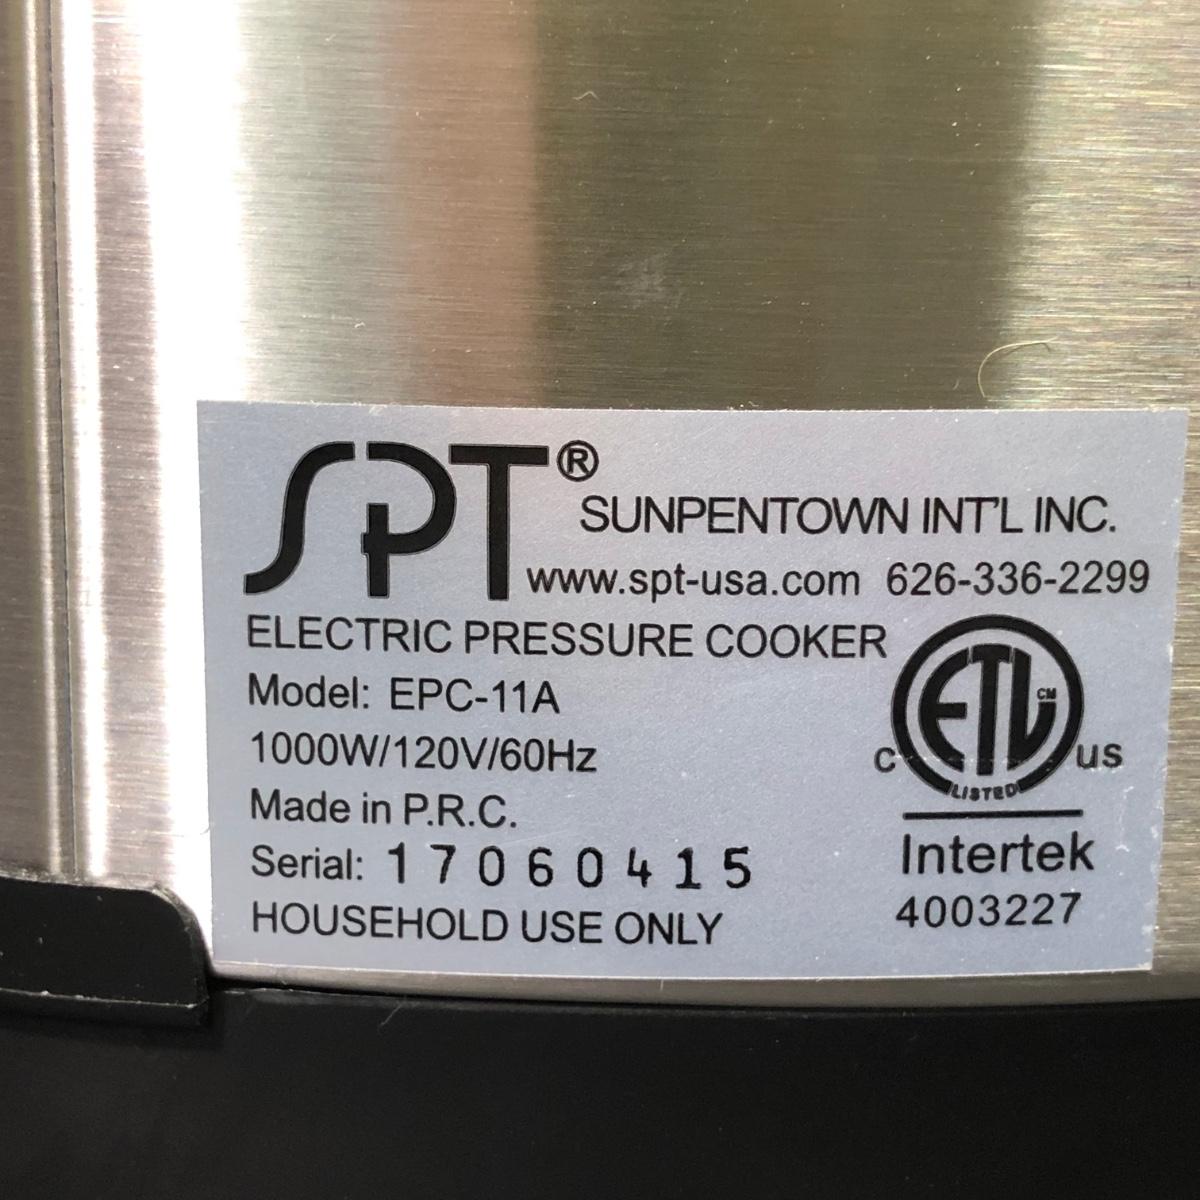 SPT®
SUNPENTOWN INT'L INC.
www.spt-usa.com 626-336-2299
ELECTRIC PRESSURE COOKER
Model: EPC-11A
1000W/120V/60Hz
Made in P.R.C.
Serial: 17060415
HOUSEHOLD USE ONLY
ETL CM
C US
LISTED
Intertek
4003227